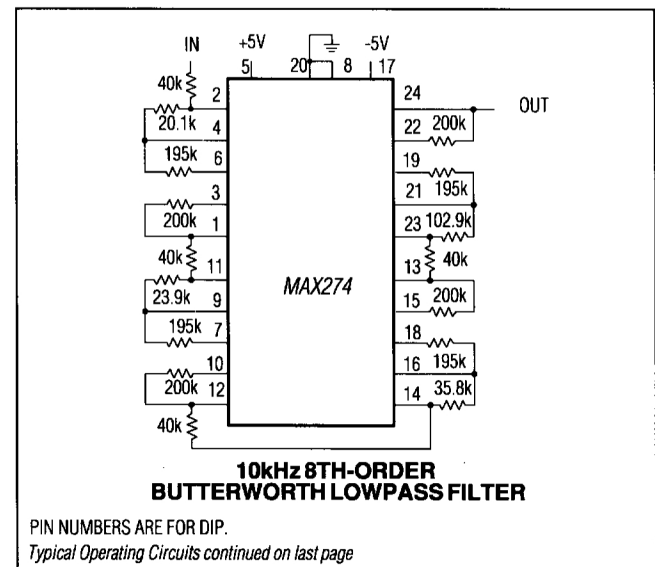 IN +5V -5V
5 20 8 17
40k
2 24
OUT
20.1k
4 22 200k
195k
6 19
3 21 195k
200k
1 23 102.9k
40k 40k
11 MAX274 13
23.9k
9 15 200k
195k
7 18
10 16 195k
200k 35.8k
12 14
40k
10kHz 8TH-ORDER
BUTTERWORTH LOWPASS FILTER
PIN NUMBERS ARE FOR DIP.
Typical Operating Circuits continued on last page